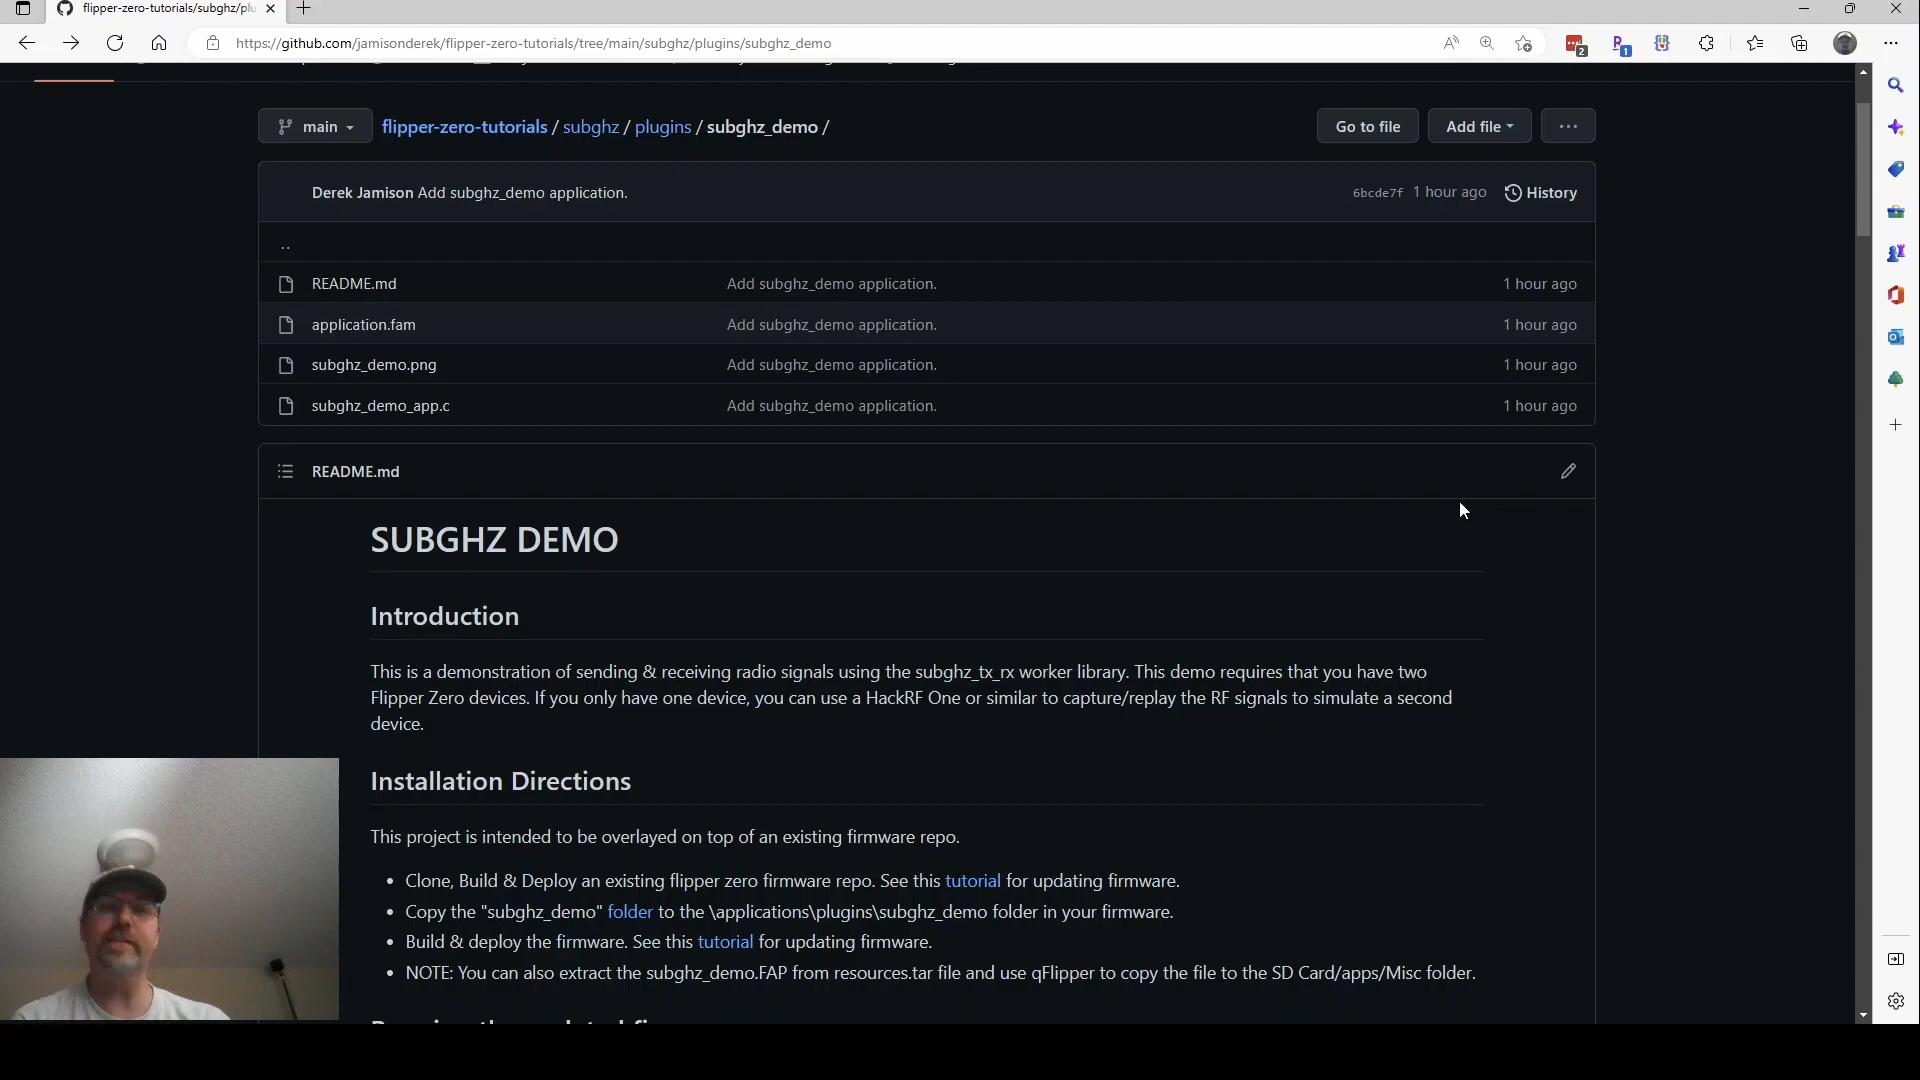 flipper-zero-tutorials/subghz/plu
https://github.com/jamisonderek/flipper-zero-tutorials/tree/main/subghz/plugins/subghz_demo
2
1
main
flipper-zero-tutorials / subghz / plugins / subghz_demo /
Go to file
Add file
Derek Jamison Add subghz_demo application.
6bcde7f 1 hour ago
History
..
README.md Add subghz_demo application. 1 hour ago
application.fam Add subghz_demo application. 1 hour ago
subghz_demo.png Add subghz_demo application. 1 hour ago
subghz_demo_app.c Add subghz_demo application. 1 hour ago
README.md
SUBGHZ DEMO
Introduction
This is a demonstration of sending & receiving radio signals using the subghz_tx_rx worker library. This demo requires that you have two
Flipper Zero devices. If you only have one device, you can use a HackRF One or similar to capture/replay the RF signals to simulate a second
device.
Installation Directions
This project is intended to be overlayed on top of an existing firmware repo.
• Clone, Build & Deploy an existing flipper zero firmware repo. See this tutorial for updating firmware.
• Copy the "subghz_demo" folder to the \applications\plugins\subghz_demo folder in your firmware.
• Build & deploy the firmware. See this tutorial for updating firmware.
• NOTE: You can also extract the subghz_demo.FAP from resources.tar file and use qFlipper to copy the file to the SD Card/apps/Misc folder.